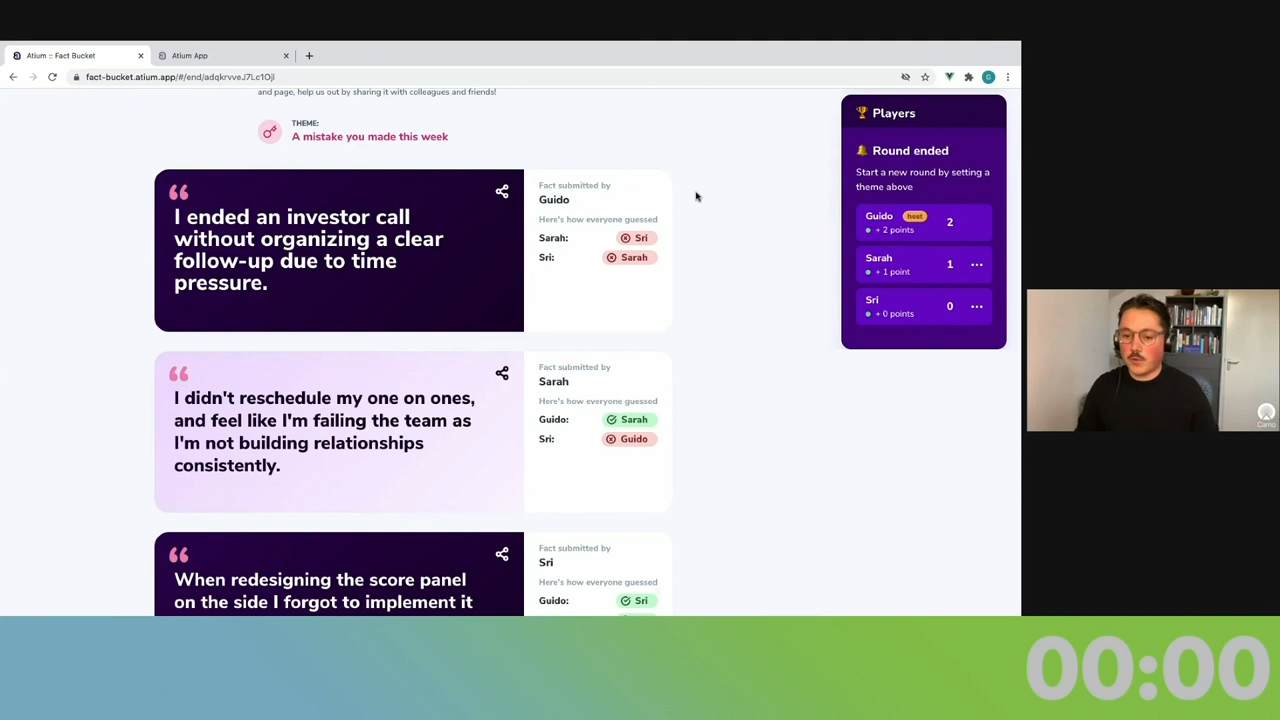 Atium :: Fact Bucket
Atium App
fact-bucket.atium.app/#/end/adqkrvveJ7Lc1Ojl
G
and page, help us out by sharing it with colleagues and friends!
THEME:
A mistake you made this week
I ended an investor call
without organizing a clear
follow-up due to time
pressure.
Fact submitted by
Guido
Here's how everyone guessed
Sarah: Sri
Sri: Sarah
I didn't reschedule my one on ones,
and feel like I'm failing the team as
I'm not building relationships
consistently.
Fact submitted by
Sarah
Here's how everyone guessed
Guido: Sarah
Sri: Guido
When redesigning the score panel
on the side I forgot to implement it
Fact submitted by
Sri
Here's how everyone guessed
Guido: Sri
Players
Round ended
Start a new round by setting a
theme above
Guido host 2
+ 2 points
Sarah 1
+ 1 point
Sri 0
+ 0 points
Camo
00:00